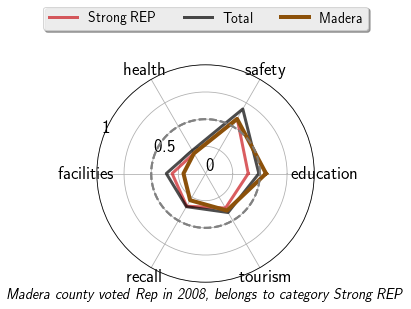 Strong REP Total Madera
health safety
1
0.5
0
facilities education
recall tourism
Madera county voted Rep in 2008, belongs to category Strong REP